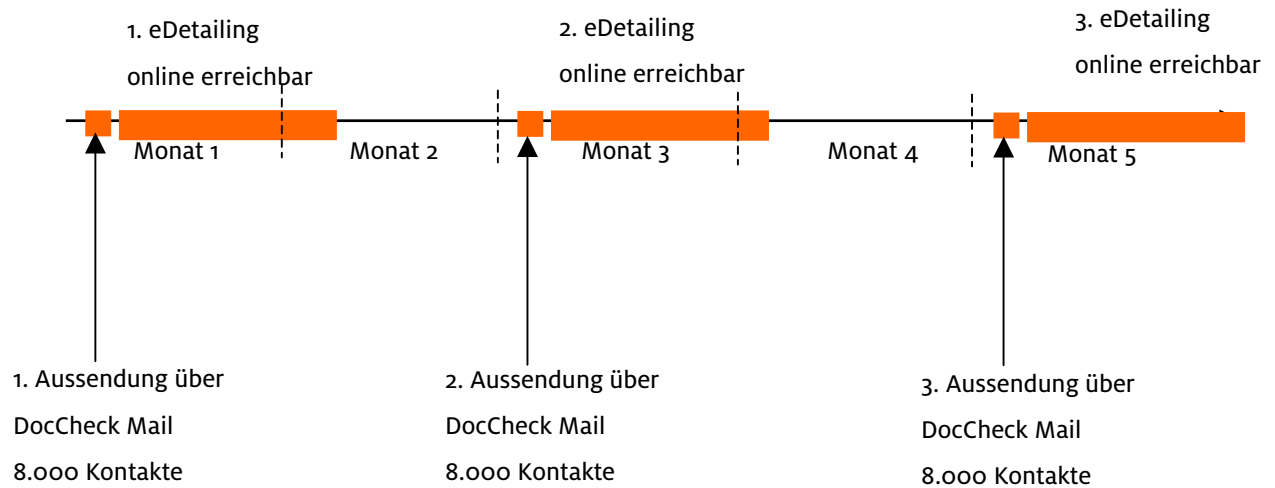 1. eDetailing
online erreichbar
2. eDetailing
online erreichbar
3. eDetailing
online erreichbar
Monat 1
Monat 2
Monat 3
Monat 4
Monat 5
1. Aussendung über
DocCheck Mail
8.000 Kontakte
2. Aussendung über
DocCheck Mail
8.000 Kontakte
3. Aussendung über
DocCheck Mail
8.000 Kontakte